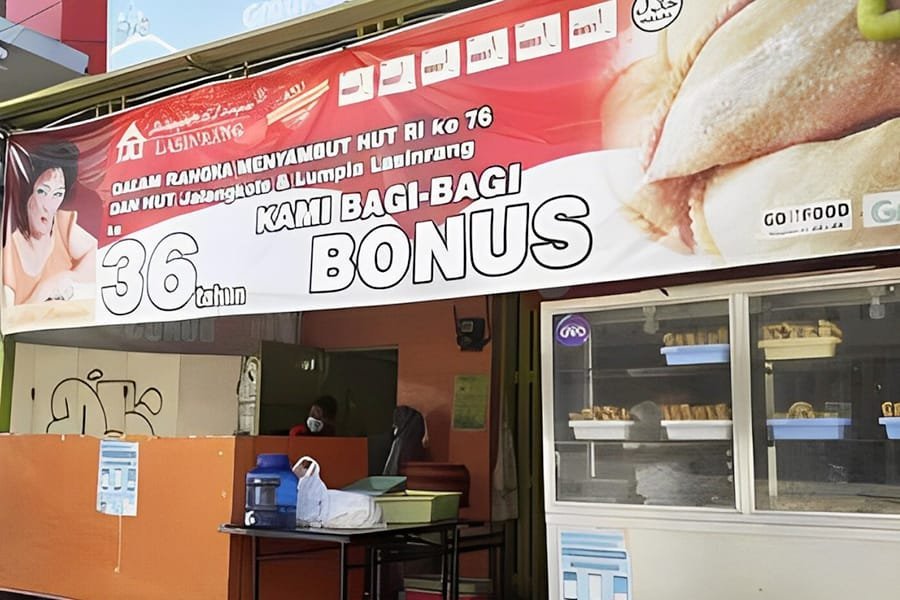 LASINRANG
DALAM RANGKA MENYAMBUT HUT RI Ke 76
DAN HUT Jalangkote & Lumpia Lasinrang
ke
36 tahun
KAMI BAGI-BAGI
BONUS
GOFOOD
OVO